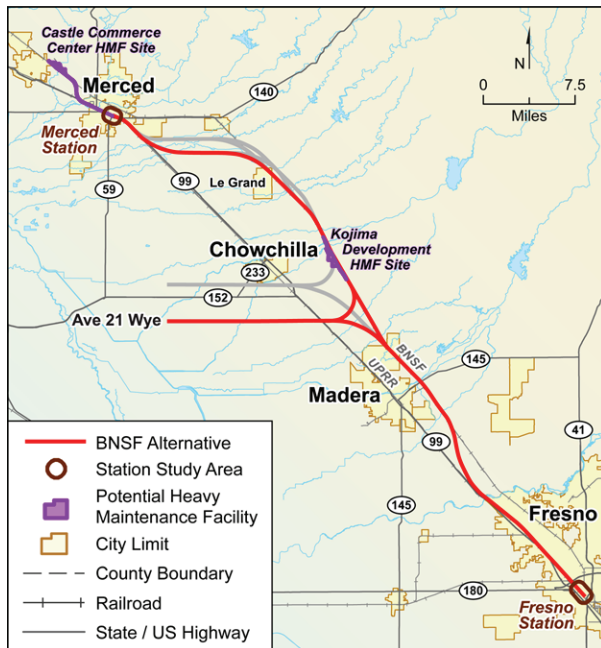 Castle Commerce
Center HMF Site
Merced
Merced
Station
140
N
0 7.5
Miles
59
99
Le Grand
Kojima
Development
HMF Site
Chowchilla
233
152
Ave 21 Wye
BNSF
UPRR
145
Madera
99
41
145
Fresno
180
Fresno
Station
BNSF Alternative
Station Study Area
Potential Heavy
Maintenance Facility
City Limit
County Boundary
Railroad
State / US Highway